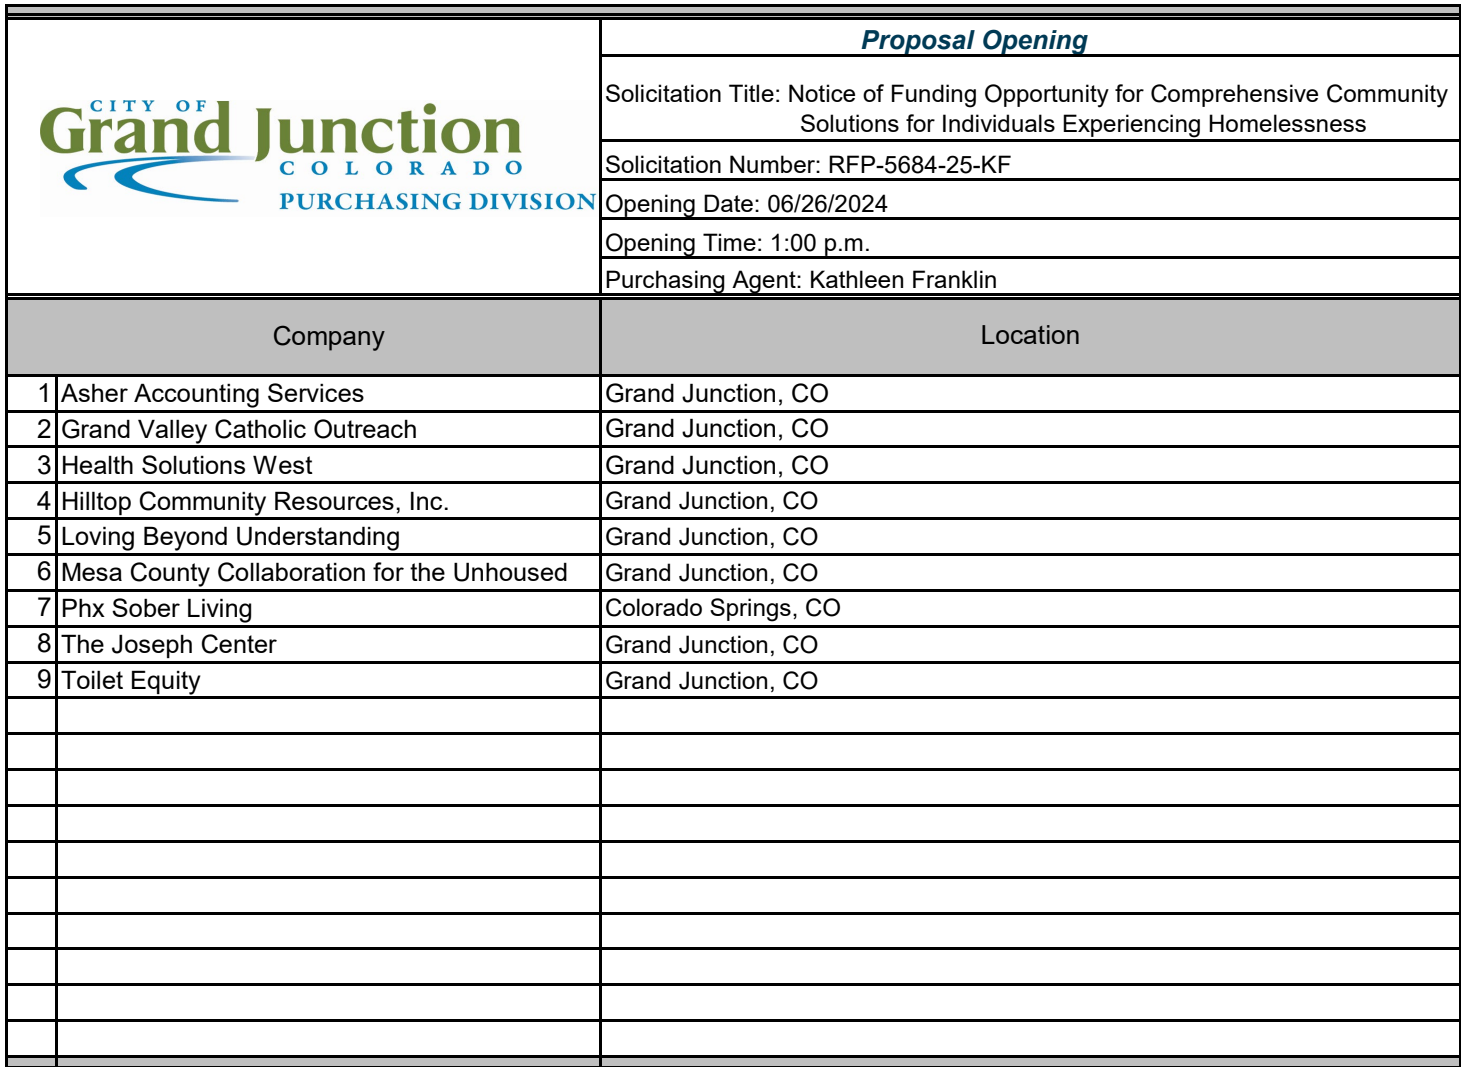 CITY OF
Grand Junction
COLORADO
PURCHASING DIVISION
Proposal Opening
Solicitation Title: Notice of Funding Opportunity for Comprehensive Community
Solutions for Individuals Experiencing Homelessness
Solicitation Number: RFP-5684-25-KF
Opening Date: 06/26/2024
Opening Time: 1:00 p.m.
Purchasing Agent: Kathleen Franklin
Company Location
1 Asher Accounting Services Grand Junction, CO
2 Grand Valley Catholic Outreach Grand Junction, CO
3 Health Solutions West Grand Junction, CO
4 Hilltop Community Resources, Inc. Grand Junction, CO
5 Loving Beyond Understanding Grand Junction, CO
6 Mesa County Collaboration for the Unhoused Grand Junction, CO
7 Phx Sober Living Colorado Springs, CO
8 The Joseph Center Grand Junction, CO
9 Toilet Equity Grand Junction, CO